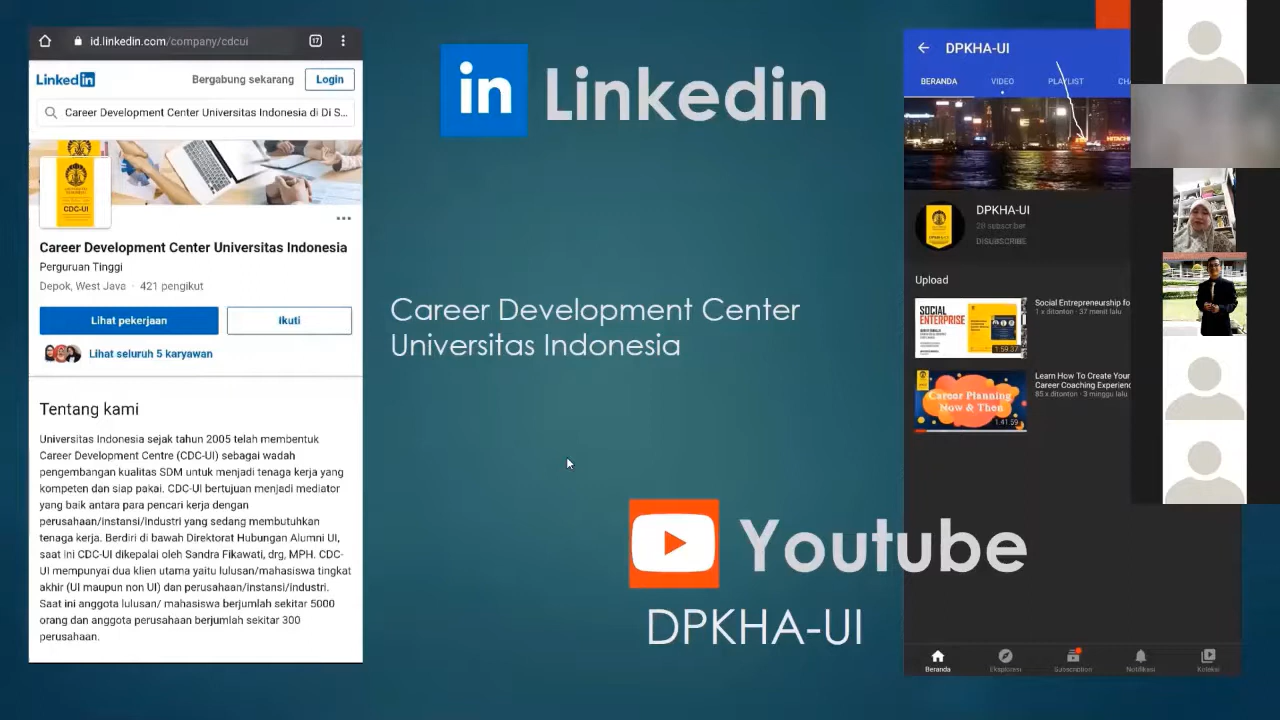 id.linkedin.com/company/cdcui
17
Linked in
Bergabung sekarang
Login
Career Development Center Universitas Indonesia di Di S...
CDC-UI
Career Development Center Universitas Indonesia
Perguruan Tinggi
Depok, West Java · 421 pengikut
Lihat pekerjaan
Ikuti
Lihat seluruh 5 karyawan
Tentang kami
Universitas Indonesia sejak tahun 2005 telah membentuk
Career Development Centre (CDC-UI) sebagai wadah
pengembangan kualitas SDM untuk menjadi tenaga kerja yang
kompeten dan siap pakai. CDC-UI bertujuan menjadi mediator
yang baik antara para pencari kerja dengan
perusahaan/instansi/industri yang sedang membutuhkan
tenaga kerja. Berdiri di bawah Direktorat Hubungan Alumni UI,
saat ini CDC-UI dikepalai oleh Sandra Fikawati, drg, MPH. CDC-
UI mempunyai dua klien utama yaitu lulusan/mahasiswa tingkat
akhir (UI maupun non UI) dan perusahaan/instansi/industri.
Saat ini anggota lulusan/ mahasiswa berjumlah sekitar 5000
orang dan anggota perusahaan berjumlah sekitar 300
perusahaan.
in Linkedin
Career Development Center
Universitas Indonesia
Youtube
DPKHA-UI
DPKHA-UI
BERANDA VIDEO PLAYLIST CHA
DPKHA-UI
28 subscriber
DISUBSCRIBE
Upload
SOCIAL
ENTERPRISE
1:59:37
Social Entrepreneurship fo
1 x ditonton · 37 menit lalu
Career Planning
Now & Then
1:41:59
Learn How To Create Your
Career Coaching Experienc
85 x ditonton · 3 minggu lalu
Beranda Eksplorasi Subscription Notifikasi Koleksi